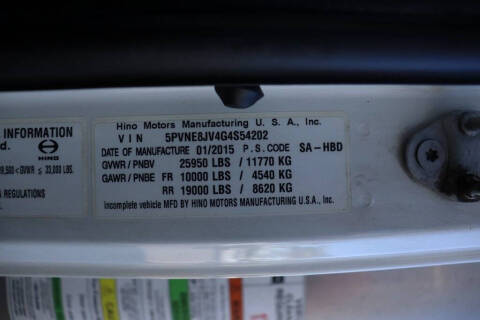 INFORMATION
HINO
REGULATIONS
Hino Motors Manufacturing U. S. A., Inc.
VIN 5PVNE8JV4G4S54202
DATE OF MANUFACTURE 01/2015 P.S.CODE SA-HBD
GVWR/PNBV 25950 LBS / 11770 KG
GAWR/PNBE FR 10000 LBS / 4540 KG
RR 19000 LBS / 8620 KG
incomplete vehicle MFD BY HINO MOTORS MANUFACTURING U.S.A., Inc.